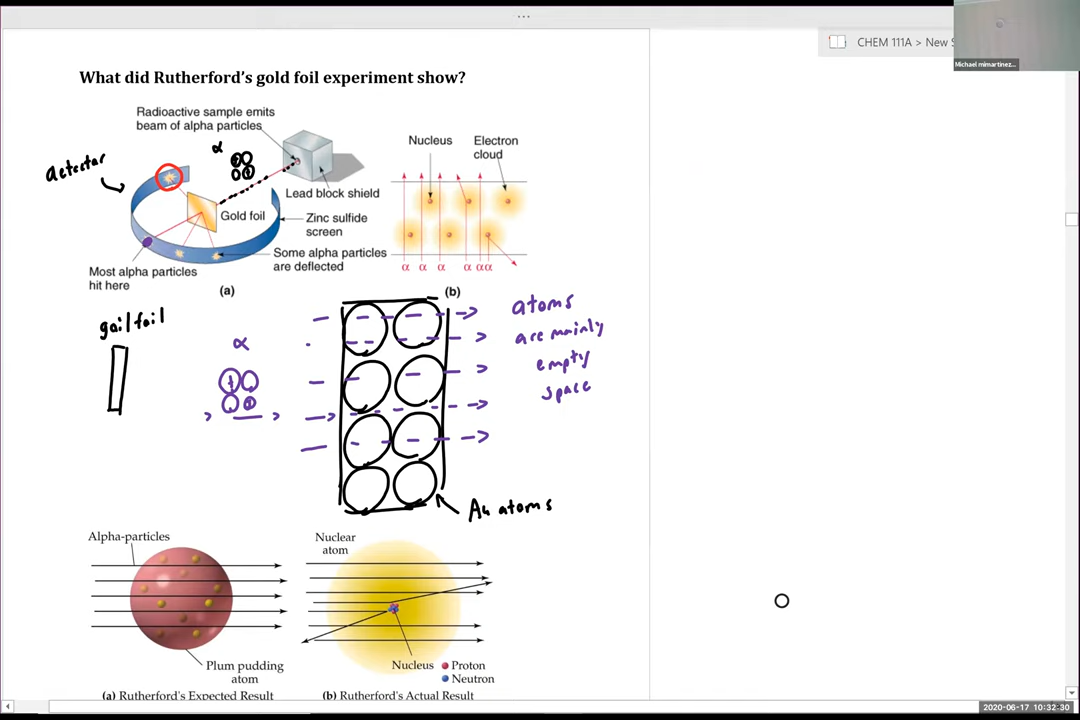 CHEM 111A > New S
Michael mimartinez...
What did Rutherford's gold foil experiment show?
Radioactive sample emits
beam of alpha particles
α
detector
Lead block shield
Gold foil
Zinc sulfide
screen
Some alpha particles
are deflected
Most alpha particles
hit here
(a)
Nucleus
Electron
cloud
α α α α αα
(b)
foil
α
atoms
are mainly
empty
space
Au atoms
Alpha-particles
Plum pudding
atom
(a) Rutherford's Expected Result
Nuclear
atom
Nucleus
Proton
Neutron
(b) Rutherford's Actual Result
2020-06-17 10:32:30